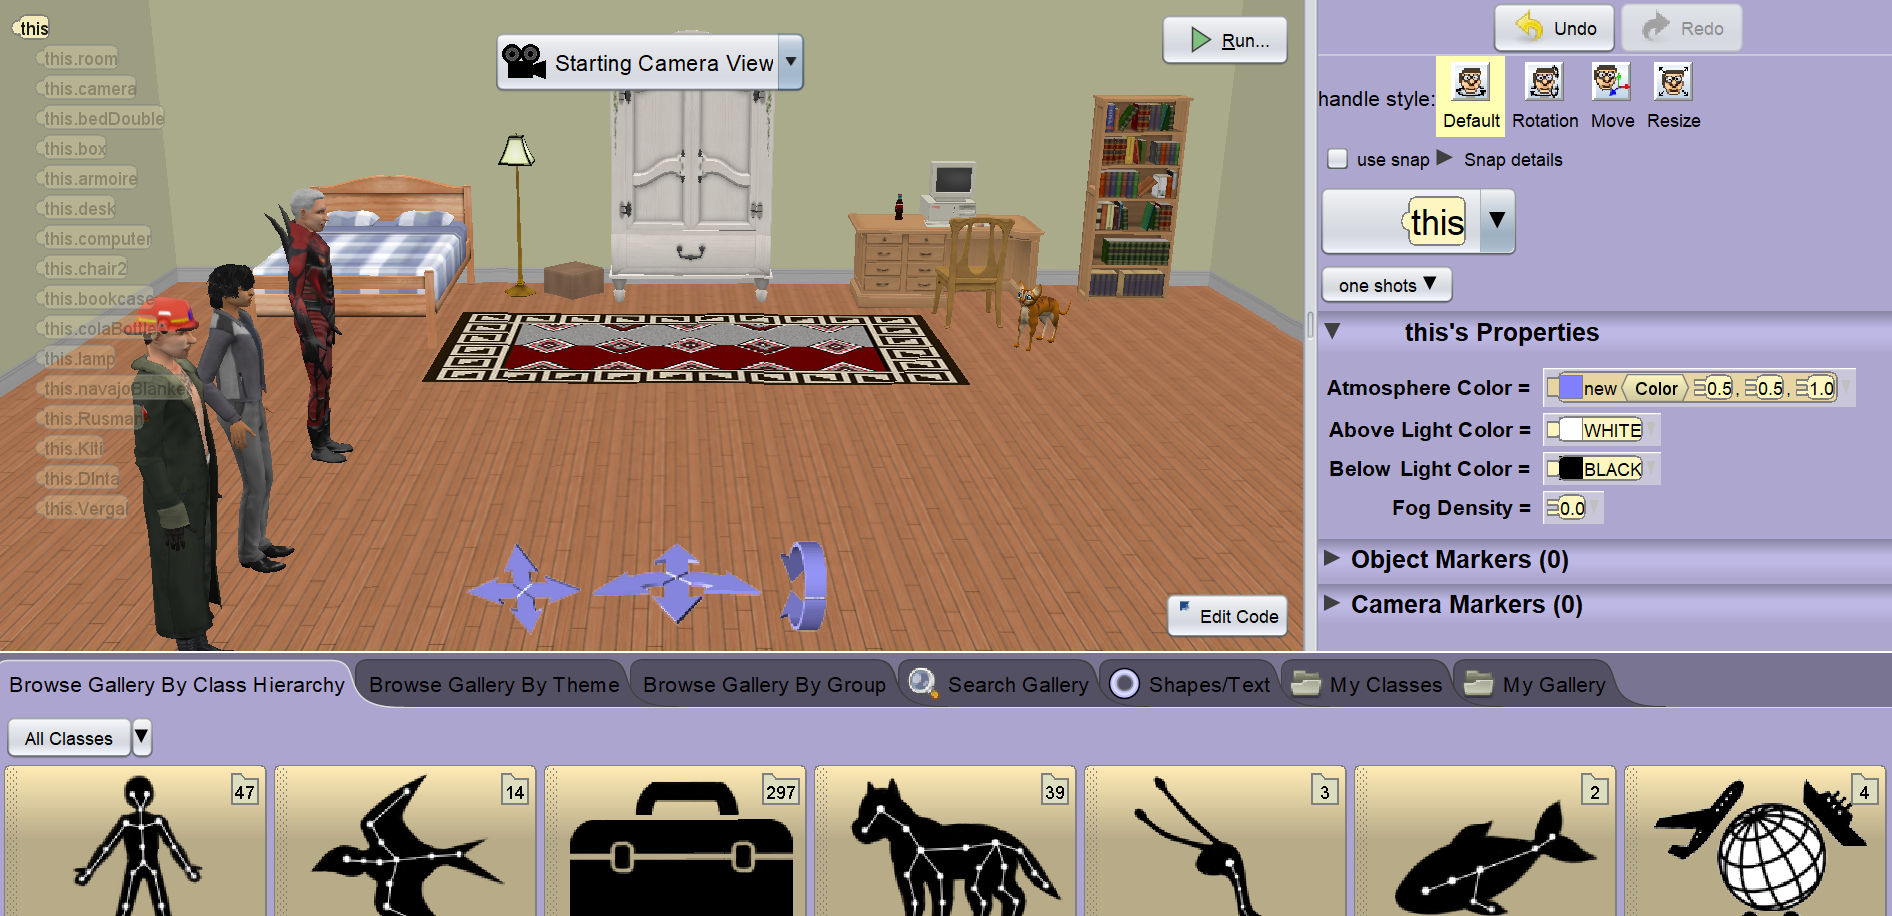 this
this.room
this.camera
this.bedDouble
this.box
this.armoire
this.desk
this.computer
this.chair2
this.bookcase
this.colaBottle
this.lamp
this.navajoBlanket
this.Rusman
this.Kiti
this.Dinta
this.Vergal
Starting Camera View
Run...
Edit Code
Undo
Redo
handle style:
Default
Rotation
Move
Resize
use snap
Snap details
this
one shots
this's Properties
Atmosphere Color = new Color 0.5, 0.5, 1.0
Above Light Color = WHITE
Below Light Color = BLACK
Fog Density = 0.0
Object Markers (0)
Camera Markers (0)
Browse Gallery By Class Hierarchy
Browse Gallery By Theme
Browse Gallery By Group
Search Gallery
Shapes/Text
My Classes
My Gallery
All Classes
47
14
297
39
3
2
4